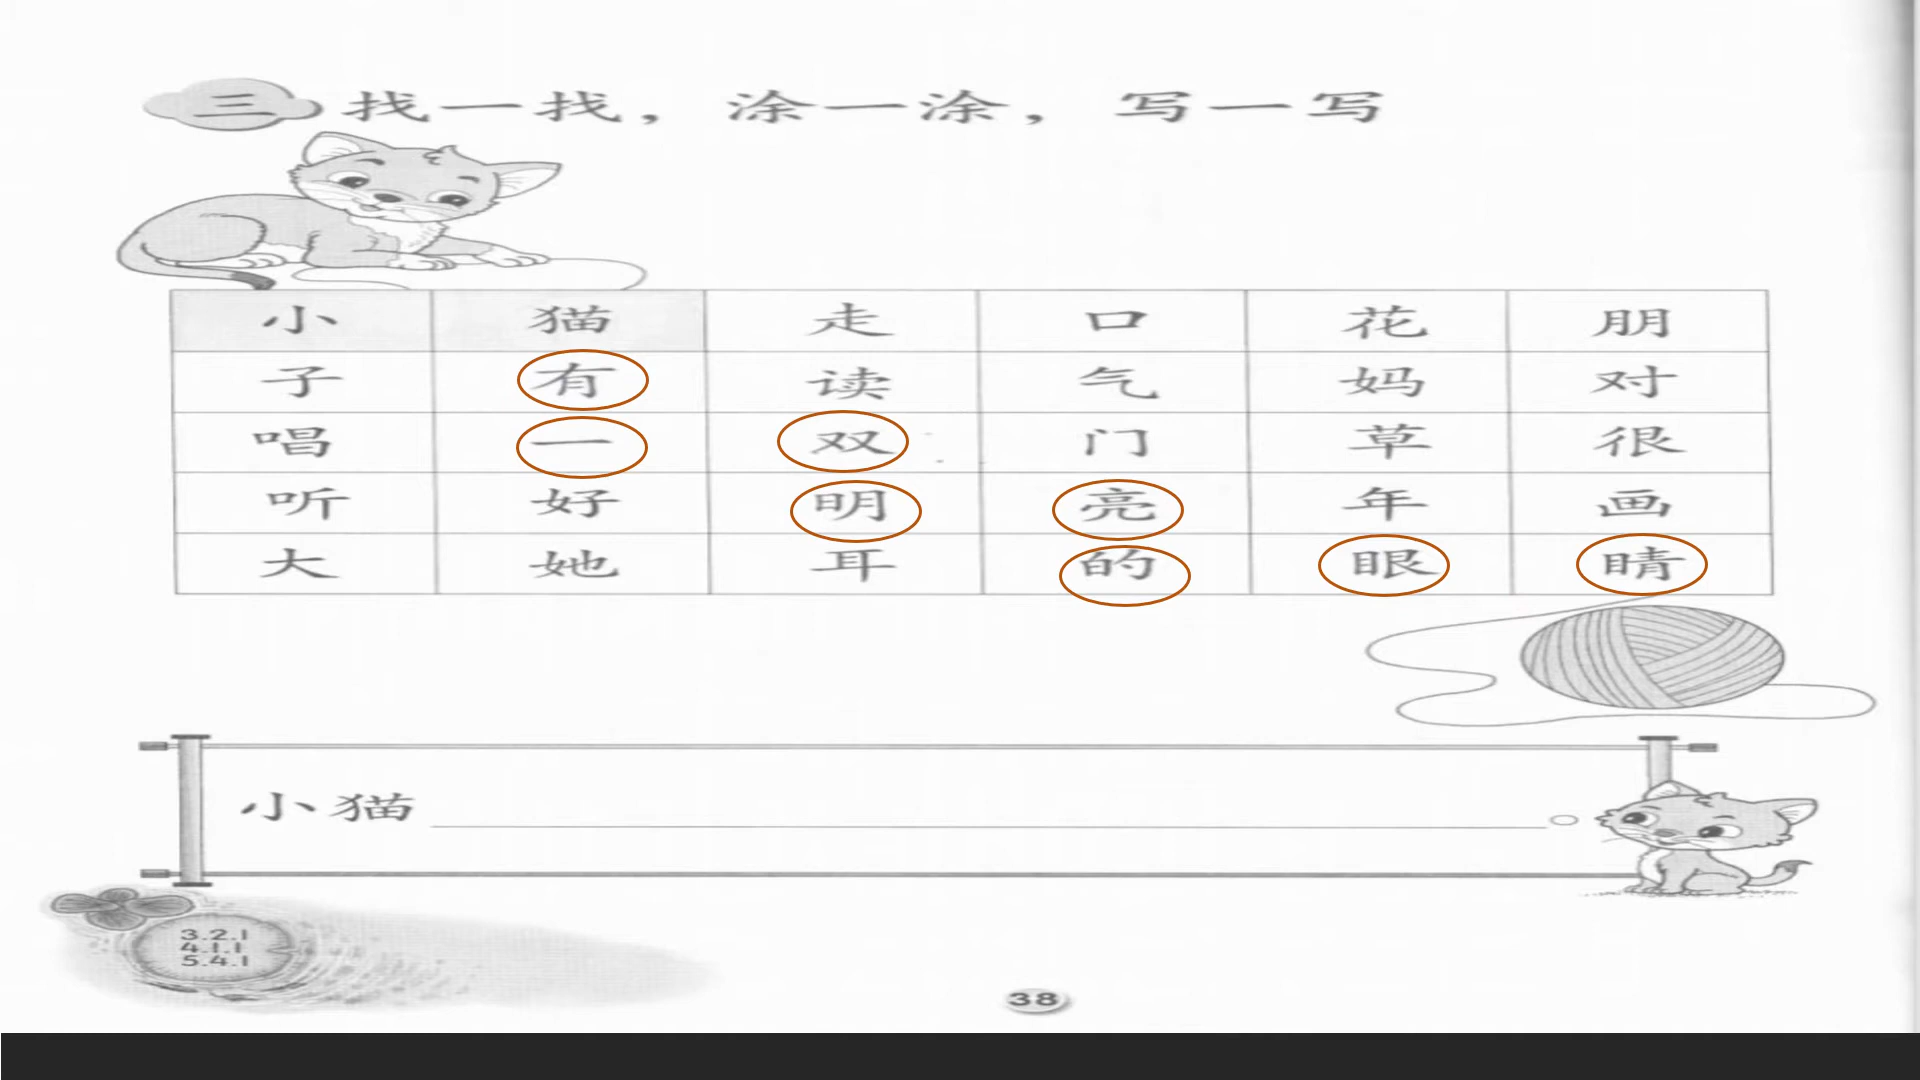 三 找一找，涂一涂，写一写
小 猫 走 口 花 朋
子 有 读 气 妈 对
唱 一 双 门 草 很
听 好 明 亮 年 画
大 她 耳 的 眼 睛
小猫
3.2.1
4.1.1
5.4.1
38